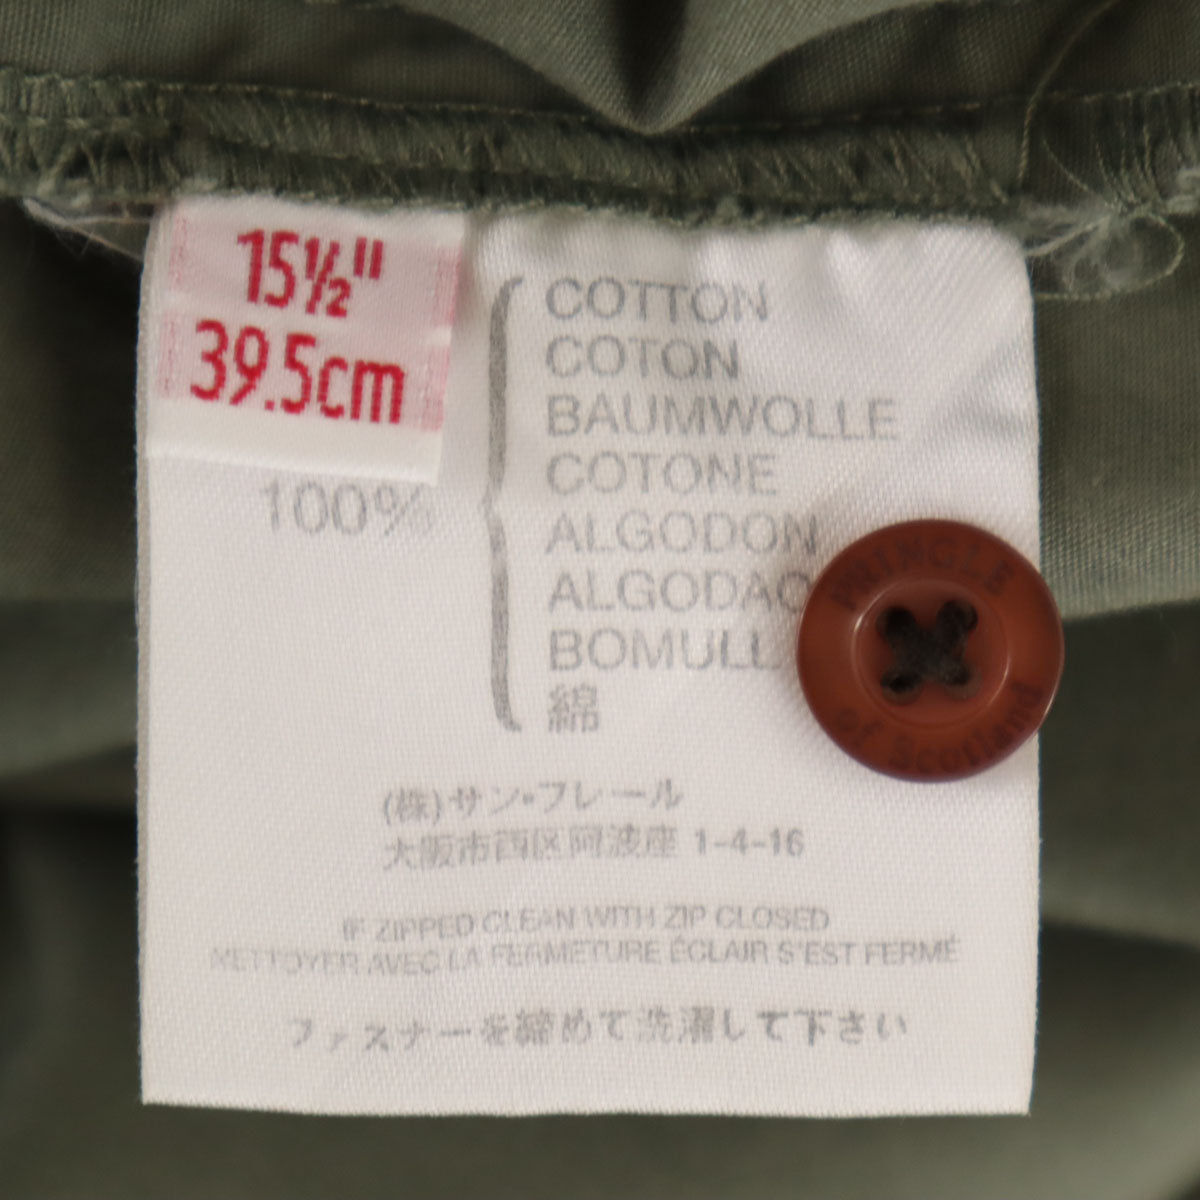 15½"
39.5cm
100%
COTTON
COTON
BAUMWOLLE
COTONE
ALGODON
ALGODAO
BOMULL
綿
PRINGLE
of Scotland
(株)サン・フレール
大阪市西区阿波座 1-4-16
IF ZIPPED CLEAN WITH ZIP CLOSED
NETTOYER AVEC LA FERMETURE ÉCLAIR S'EST FERMÉ
ファスナーを締めて洗濯して下さい